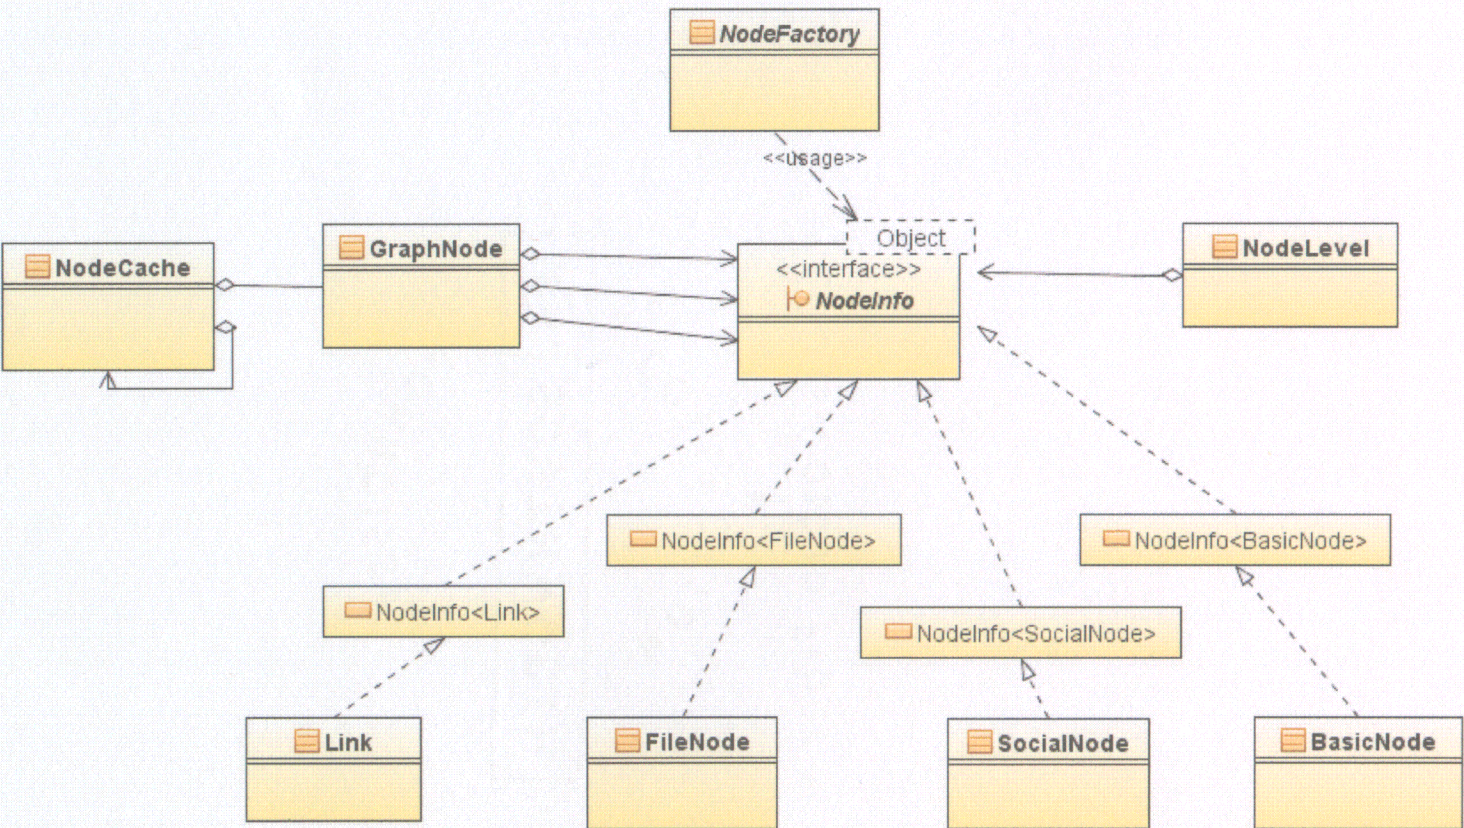 NodeFactory
<<usage>>
Object
NodeCache
GraphNode
<<interface>>
NodeInfo
NodeLevel
NodeInfo<FileNode>
NodeInfo<BasicNode>
NodeInfo<Link>
NodeInfo<SocialNode>
Link
FileNode
SocialNode
BasicNode